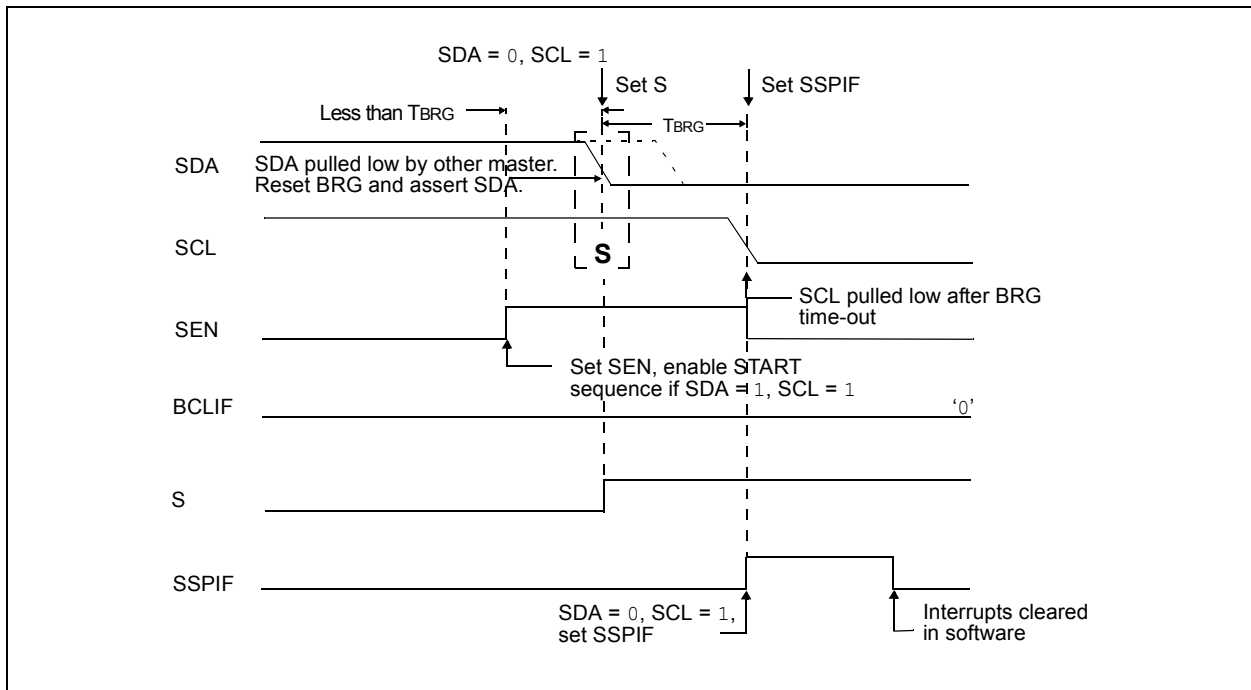 SDA = 0, SCL = 1
Set S
Set SSPIF
Less than TBRG
TBRG
SDA
SDA pulled low by other master.
Reset BRG and assert SDA.
SCL
S
SCL pulled low after BRG
time-out
SEN
Set SEN, enable START
sequence if SDA = 1, SCL = 1
BCLIF
‘0’
S
SSPIF
SDA = 0, SCL = 1,
set SSPIF
Interrupts cleared
in software